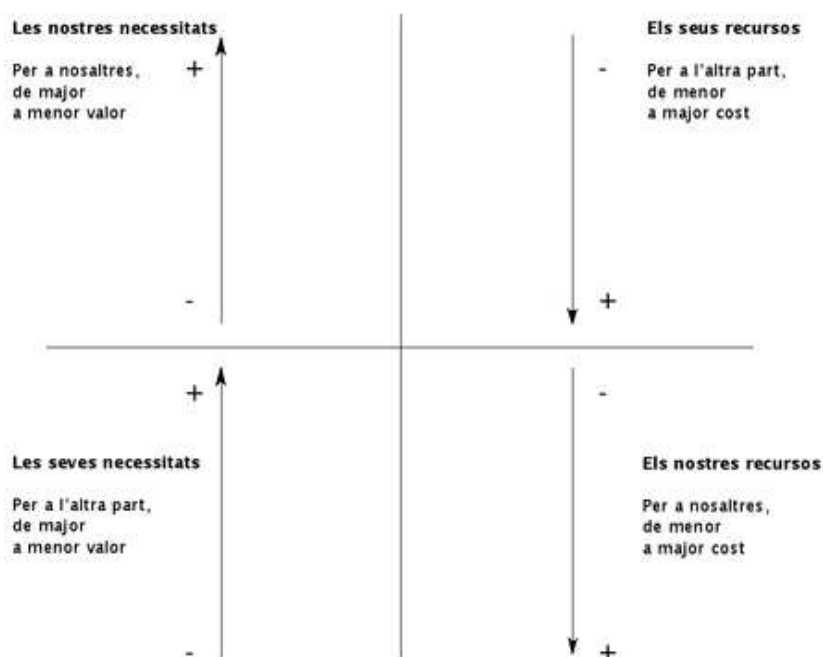 Les nostres necessitats
Per a nosaltres,
de major
a menor valor
+
-
Els seus recursos
Per a l'altra part,
de menor
a major cost
-
+
Les seves necessitats
Per a l'altra part,
de major
a menor valor
+
-
Els nostres recursos
Per a nosaltres,
de menor
a major cost
-
+